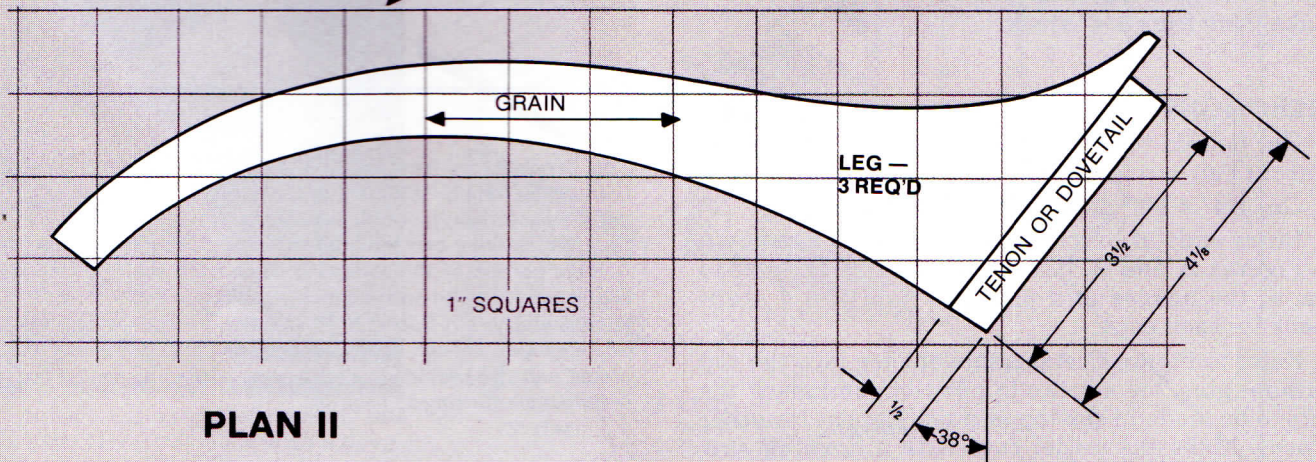 GRAIN
LEG —
3 REQ'D
TENON OR DOVETAIL
3½
4⅛
1" SQUARES
½
38°
PLAN II